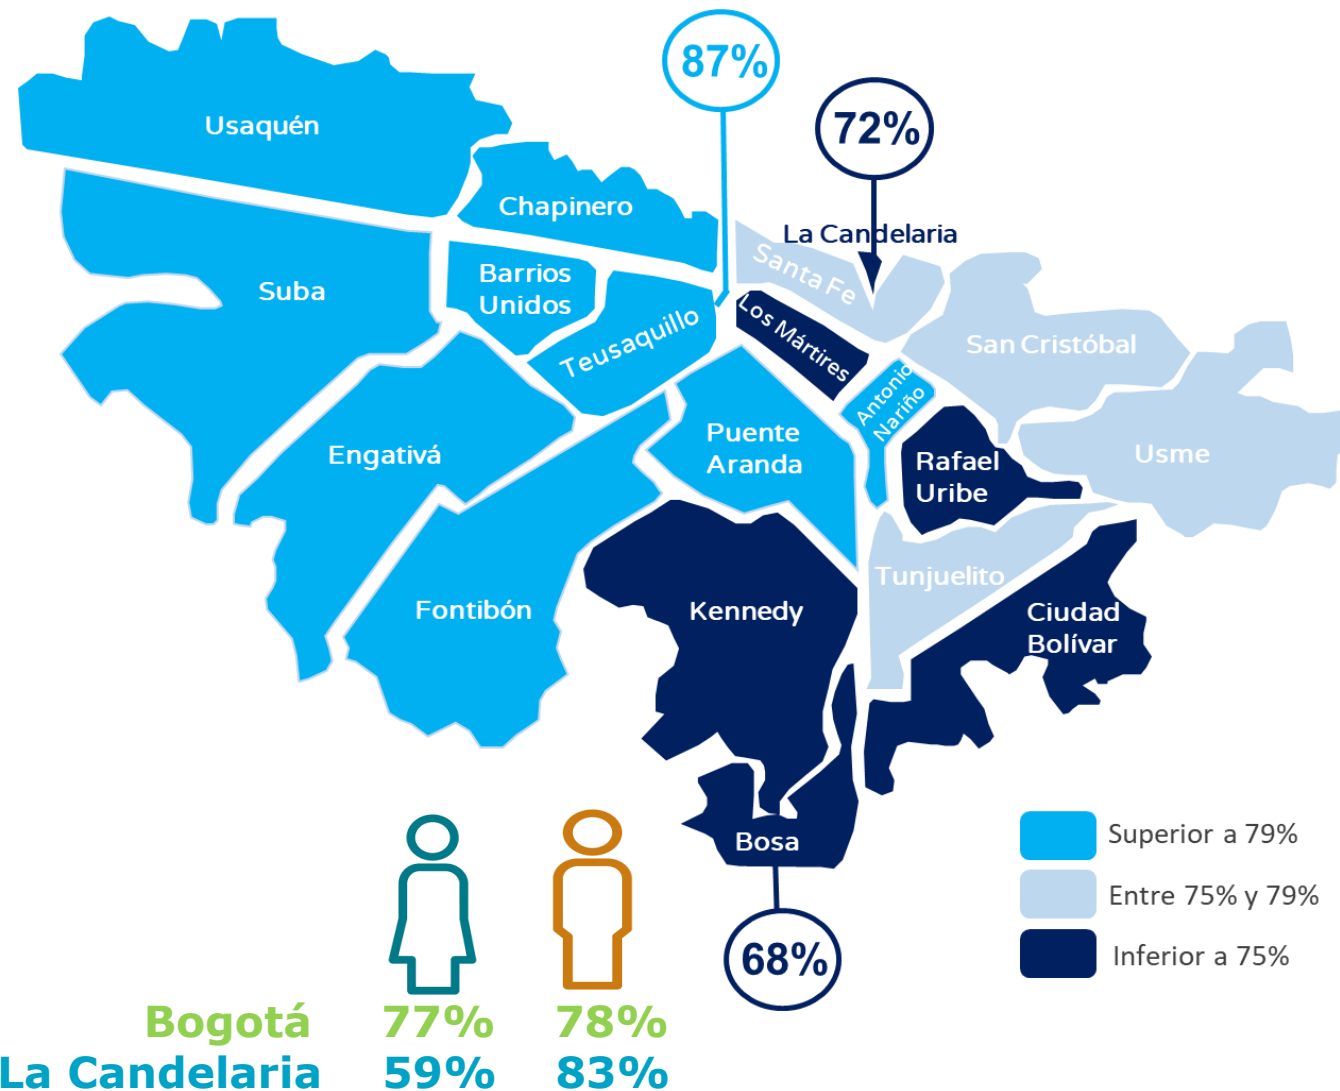 87%
72%
Usaquén
Chapinero
La Candelaria
Santa Fe
Barrios
Unidos
Suba
Teusaquillo
Los Mártires
San Cristóbal
Antonio
Nariño
Puente
Aranda
Engativá
Rafael
Uribe
Usme
Tunjuelito
Fontibón
Kennedy
Ciudad
Bolívar
Bosa
68%
Superior a 79%
Entre 75% y 79%
Inferior a 75%
Bogotá 77% 78%
La Candelaria 59% 83%